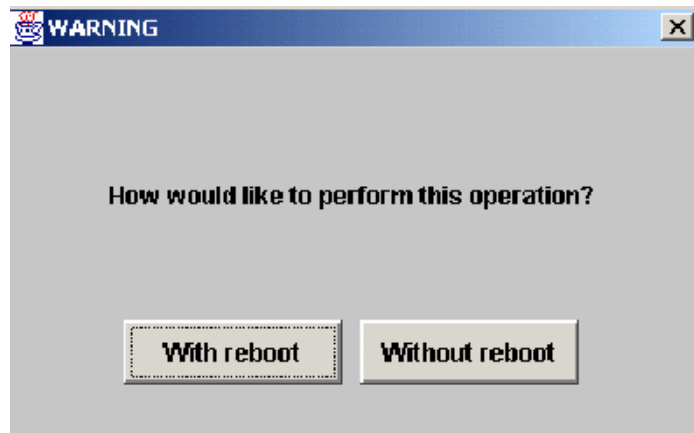 WARNING
How would like to perform this operation?
With reboot
Without reboot